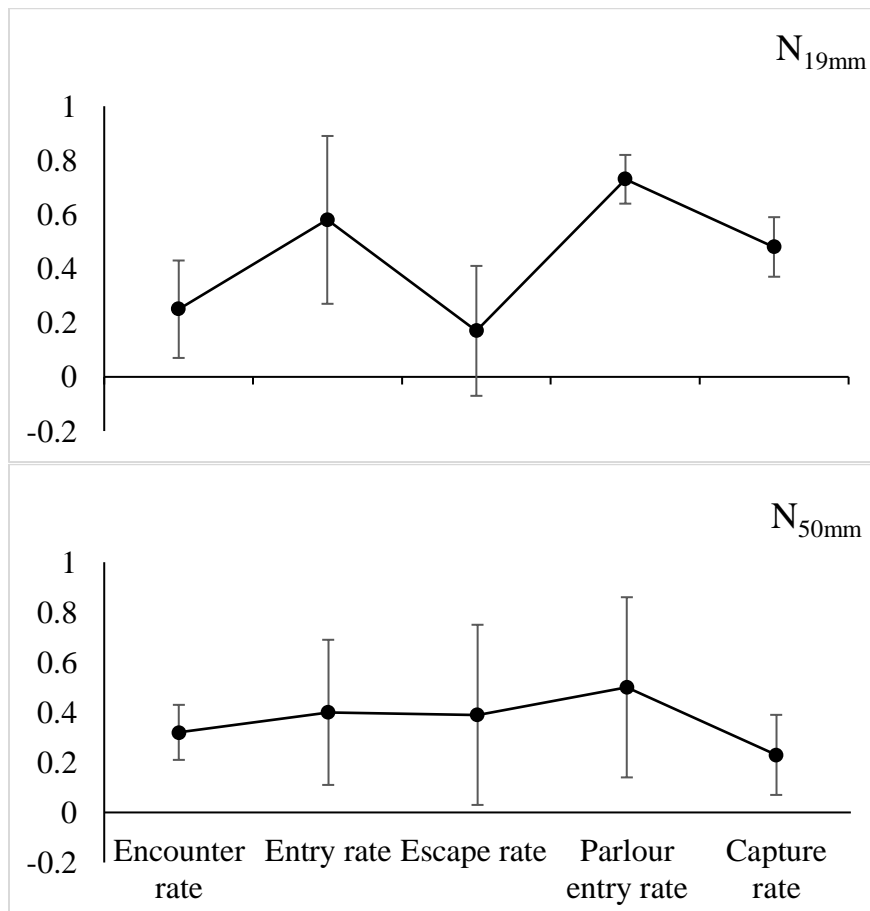 N19mm
1
0.8
0.6
0.4
0.2
0
-0.2
N50mm
1
0.8
0.6
0.4
0.2
0
-0.2
Encounter rate
Entry rate
Escape rate
Parlour entry rate
Capture rate